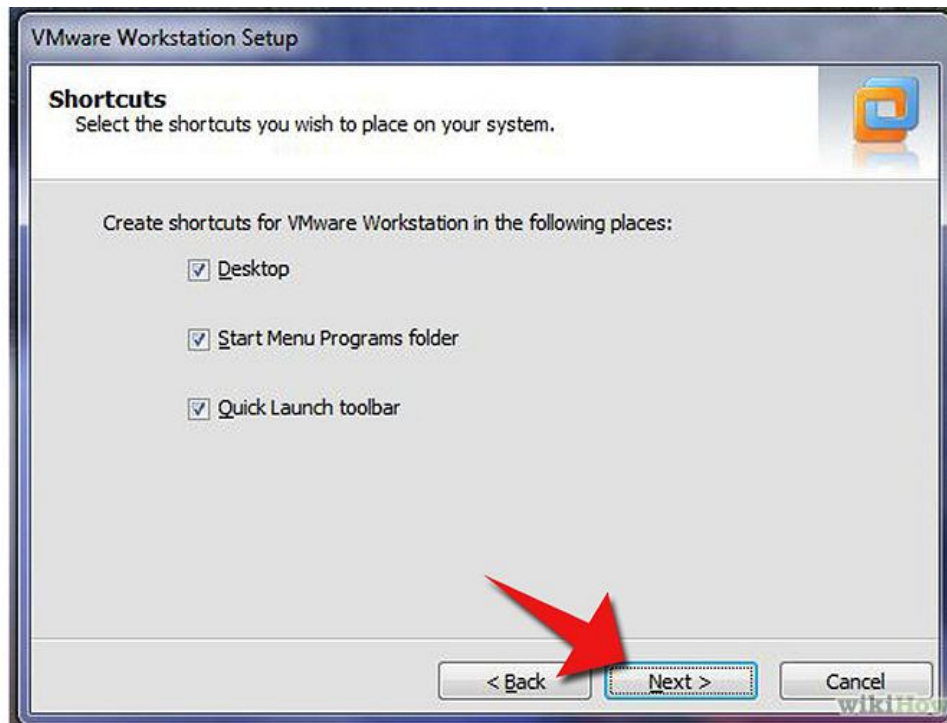 VMware Workstation Setup
Shortcuts
Select the shortcuts you wish to place on your system.
Create shortcuts for VMware Workstation in the following places:
Desktop
Start Menu Programs folder
Quick Launch toolbar
< Back
Next >
Cancel
wikiHow